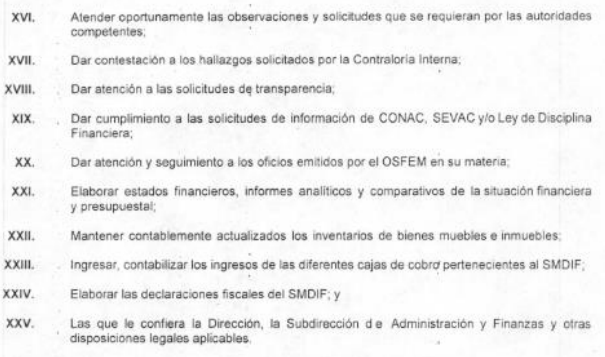 XVI. Atender oportunamente las observaciones y solicitudes que se requieran por las autoridades
competentes;
XVII. Dar contestación a los hallazgos solicitados por la Contraloría Interna;
XVIII. Dar atención a las solicitudes de transparencia;
XIX. Dar cumplimiento a las solicitudes de información de CONAC, SEVAC y/o Ley de Disciplina
Financiera;
XX. Dar atención y seguimiento a los oficios emitidos por el OSFEM en su materia;
XXI. Elaborar estados financieros, informes analíticos y comparativos de la situación financiera
y presupuestal;
XXII. Mantener contablemente actualizados los inventarios de bienes muebles e inmuebles;
XXIII. Ingresar, contabilizar los ingresos de las diferentes cajas de cobro pertenecientes al SMDIF;
XXIV. Elaborar las declaraciones fiscales del SMDIF; y
XXV. Las que le confiera la Dirección, la Subdirección d e Administración y Finanzas y otras
disposiciones legales aplicables.